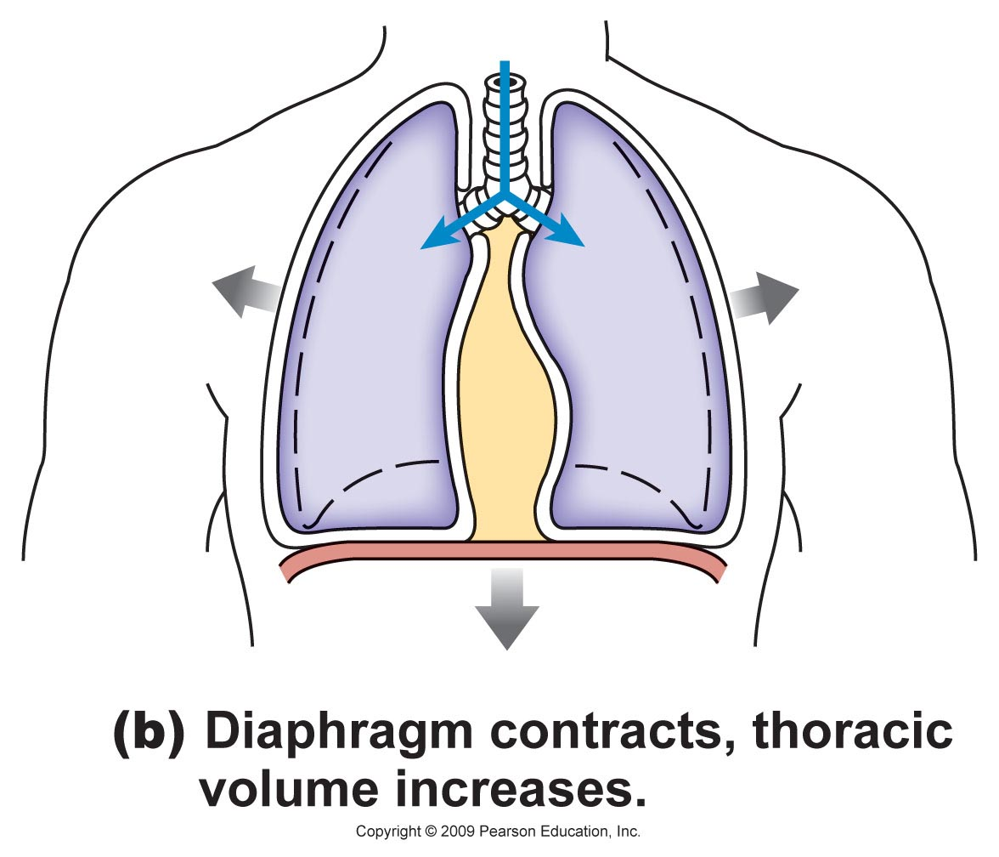 (b) Diaphragm contracts, thoracic
volume increases.
Copyright © 2009 Pearson Education, Inc.